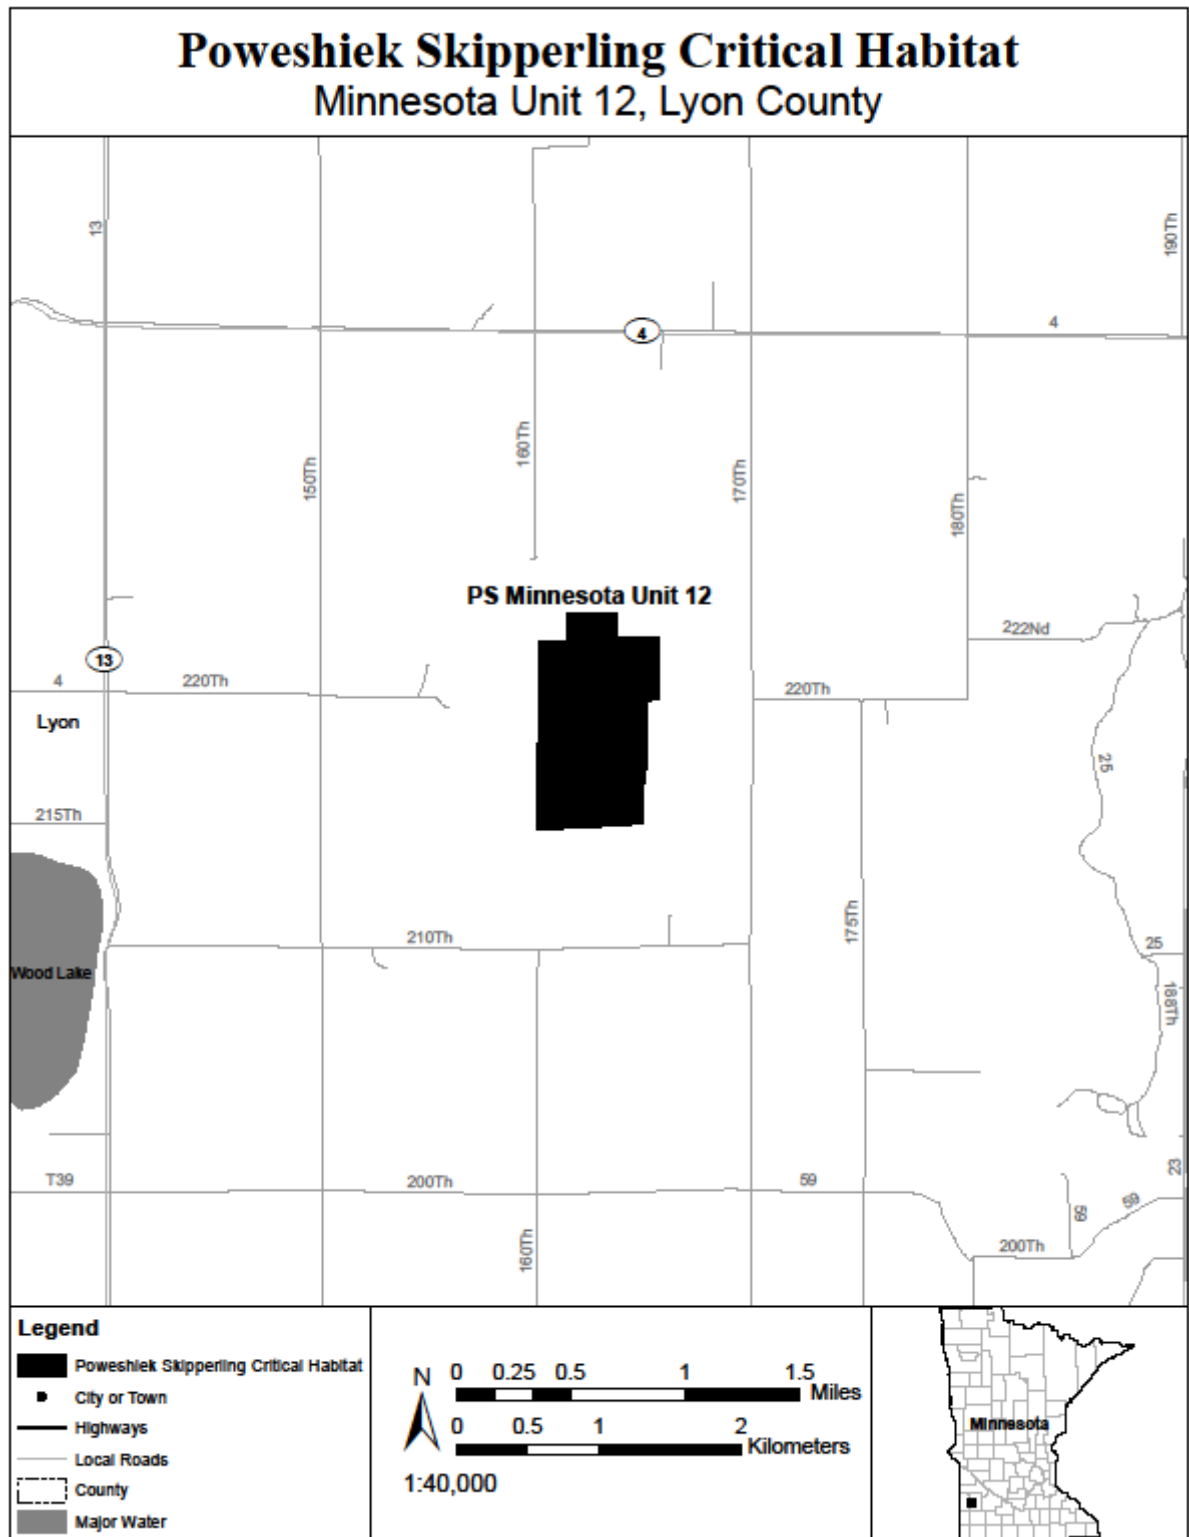 Poweshiek Skipperling Critical Habitat
Minnesota Unit 12, Lyon County
13
190Th
4
4
160Th
150Th
170Th
180Th
PS Minnesota Unit 12
222Nd
13
4
220Th
220Th
Lyon
25
215Th
175Th
210Th
25
Wood Lake
188Th
T39
200Th
59
23
59
59
160Th
200Th
Legend
Poweshiek Skipperling Critical Habitat
City or Town
Highways
Local Roads
County
Major Water
N
0 0.25 0.5 1 1.5
Miles
0 0.5 1 2
Kilometers
1:40,000
Minnesota